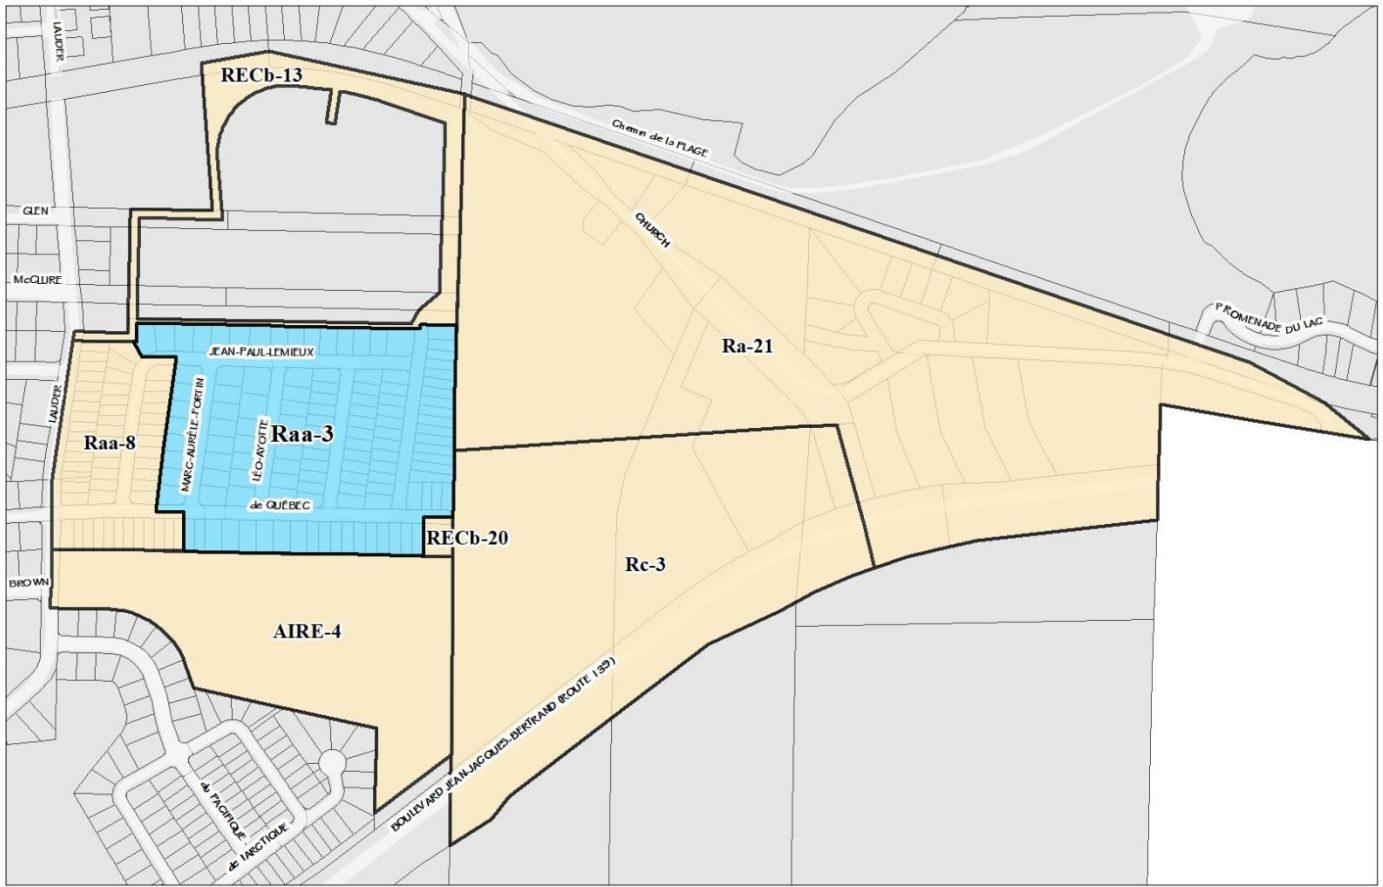 LAUDER
RECb-13
Chemin de la PLAGE
GLEN
CHURCH
McCLURE
PROMENADE DU LAC
JEAN-PAUL-LEMIEUX
Ra-21
LAUDER
MARC-AURÈLE-FORTIN
LÉO-AYOTTE
Raa-3
Raa-8
de QUÉBEC
RECb-20
Rc-3
BROWN
AIRE-4
BOULEVARD JEAN-JACQUES-BERTRAND (ROUTE 139)
du PACIFIQUE
de l'ARCTIQUE